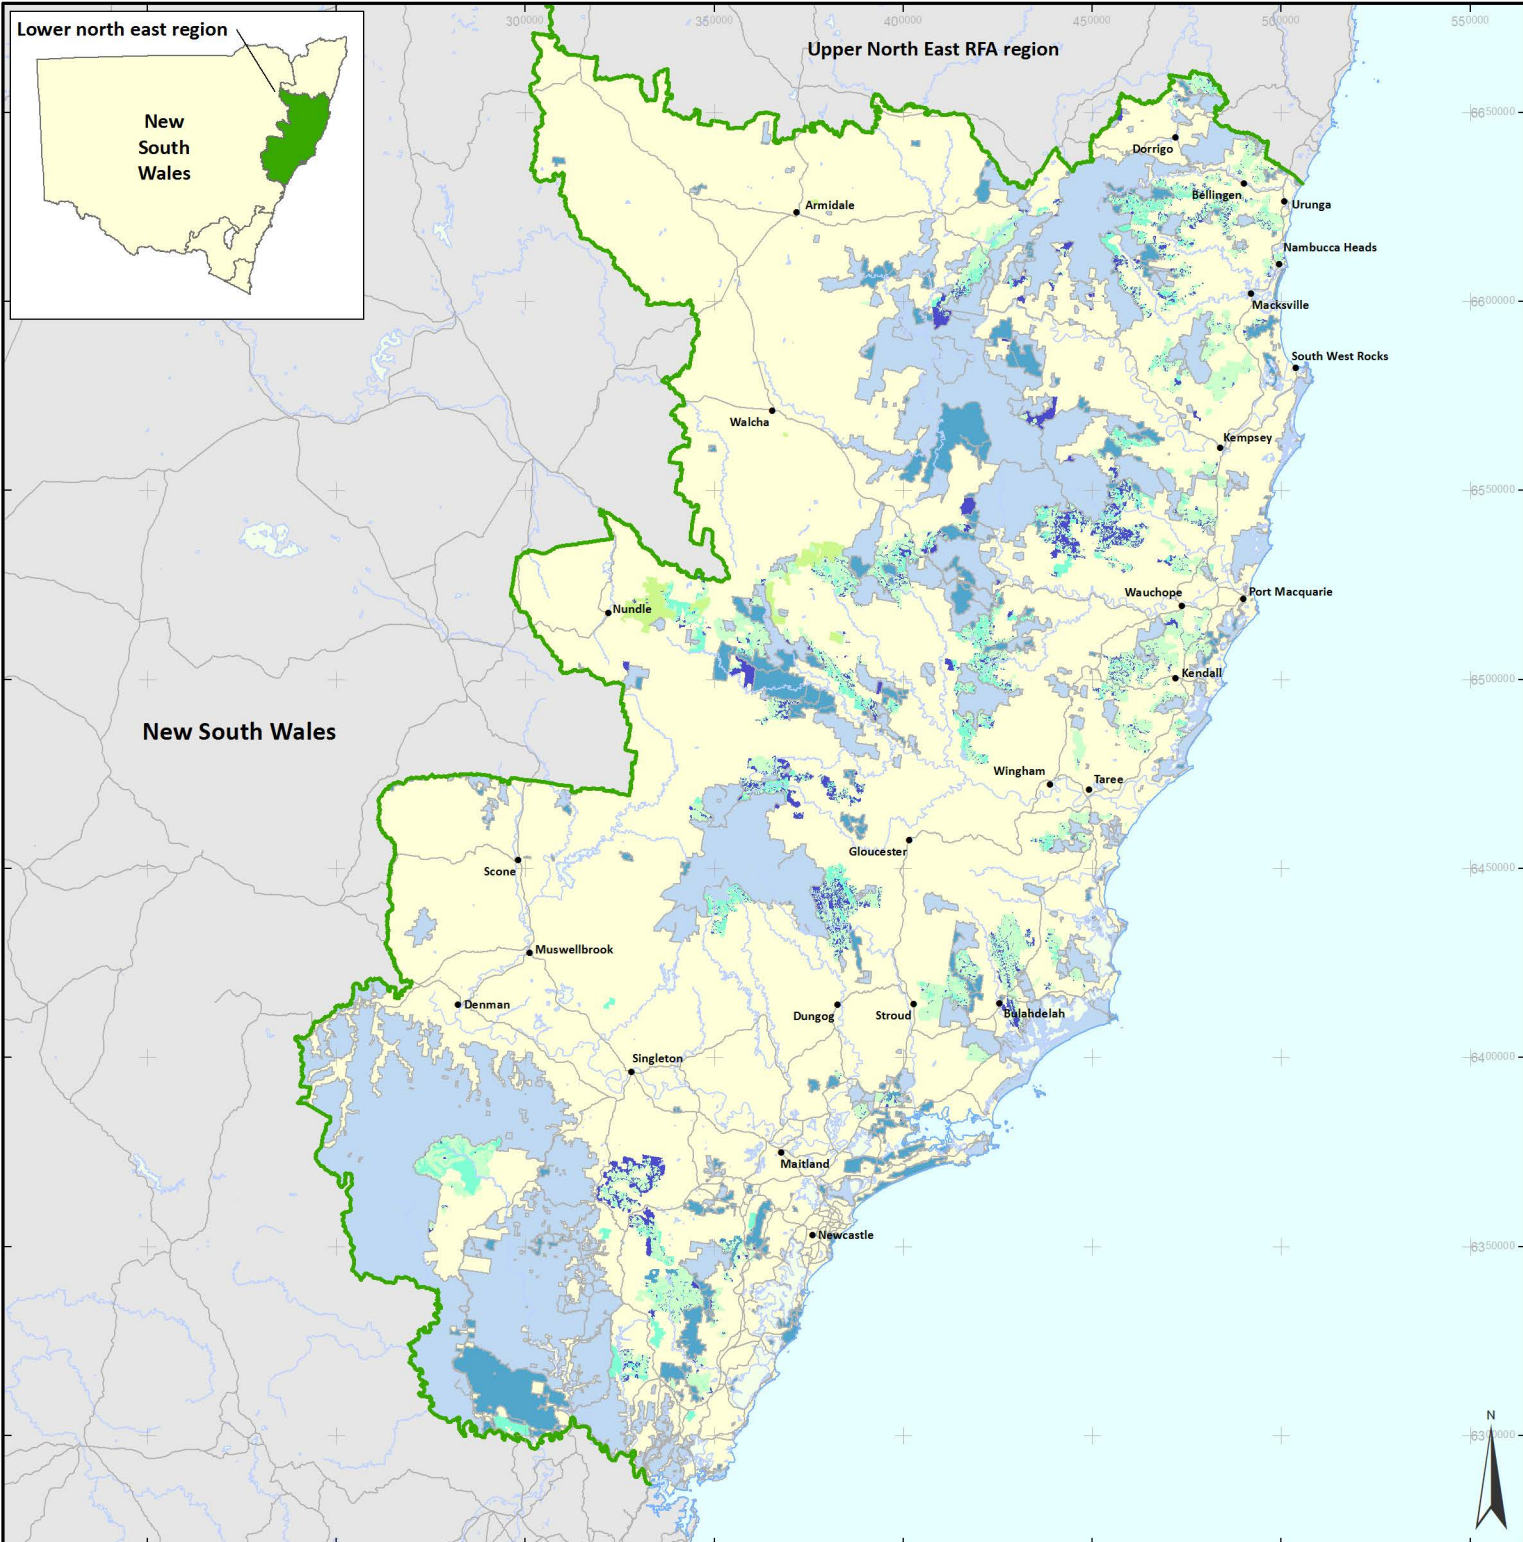 Lower north east region
New
South
Wales
300000
350000
400000
450000
500000
550000
Upper North East RFA region
6650000
Dorrigo
Bellingen
Urunga
Armidale
Nambucca Heads
6600000
Macksville
South West Rocks
Walcha
Kempsey
6550000
Wauchope
Port Macquarie
Nundle
Kendall
6500000
New South Wales
Wingham
Taree
Gloucester
Scone
6450000
Muswellbrook
Denman
Dungog
Stroud
Bulahdelah
Singleton
6400000
Maitland
Newcastle
6350000
N
6300000